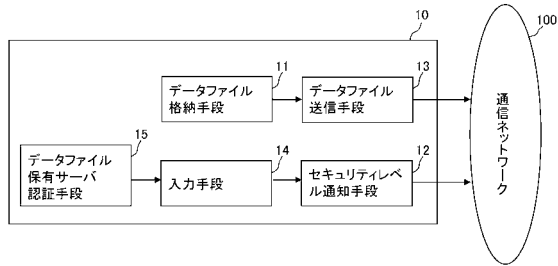 10
100
11
13
データファイル
格納手段
データファイル
送信手段
15
14
12
データファイル
保有サーバ
認証手段
入力手段
セキュリティレベ
ル通知手段
通信ネットワーク